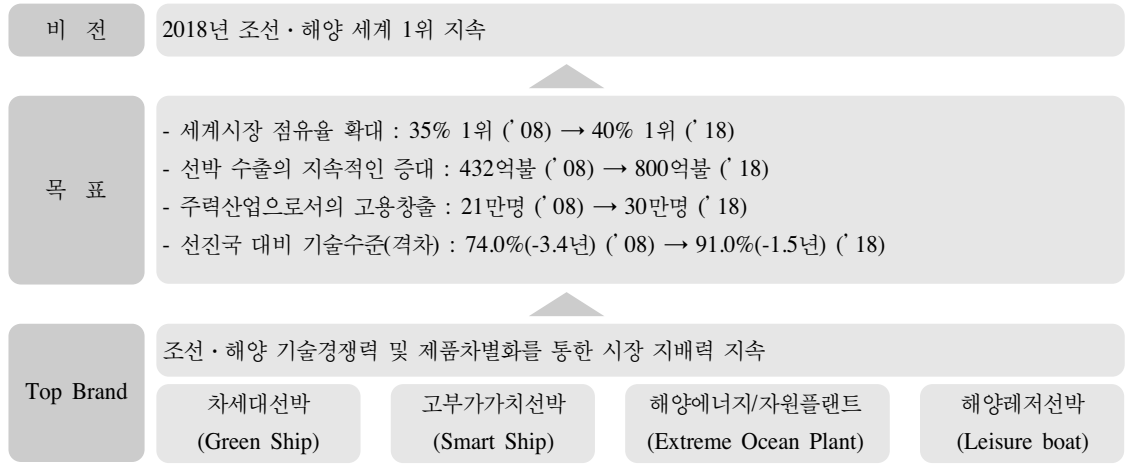 비 전
2018년 조선·해양 세계 1위 지속
목 표
- 세계시장 점유율 확대 : 35% 1위 (’08) → 40% 1위 (’18)
- 선박 수출의 지속적인 증대 : 432억불 (’08) → 800억불 (’18)
- 주력산업으로서의 고용창출 : 21만명 (’08) → 30만명 (’18)
- 선진국 대비 기술수준(격차) : 74.0%(-3.4년) (’08) → 91.0%(-1.5년) (’18)
Top Brand
조선·해양 기술경쟁력 및 제품차별화를 통한 시장 지배력 지속
차세대선박
(Green Ship)
고부가가치선박
(Smart Ship)
해양에너지/자원플랜트
(Extreme Ocean Plant)
해양레저선박
(Leisure boat)